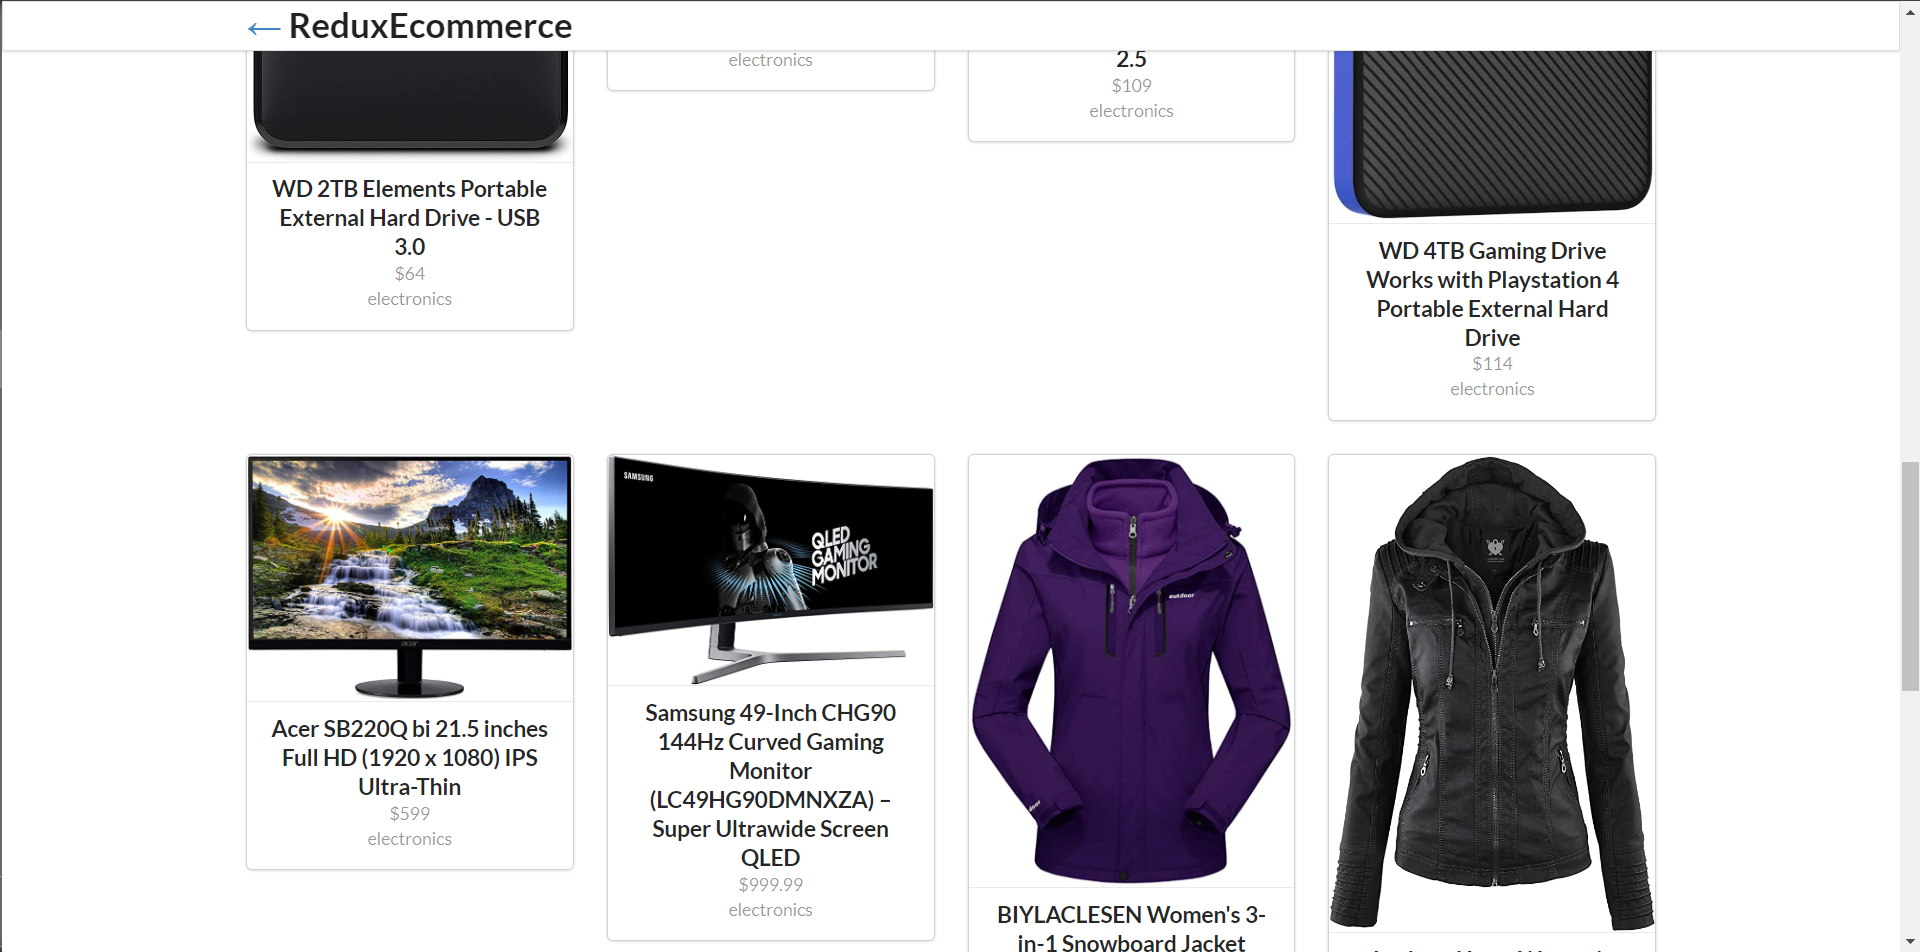 ← ReduxEcommerce
electronics
2.5
$109
electronics
WD 2TB Elements Portable
External Hard Drive - USB
3.0
$64
electronics
WD 4TB Gaming Drive
Works with Playstation 4
Portable External Hard
Drive
$114
electronics
acer
Acer SB220Q bi 21.5 inches
Full HD (1920 x 1080) IPS
Ultra-Thin
$599
electronics
SAMSUNG
QLED
GAMING
MONITOR
Samsung 49-Inch CHG90
144Hz Curved Gaming
Monitor
(LC49HG90DMNXZA) –
Super Ultrawide Screen
QLED
$999.99
electronics
outdoor
BIYLACLESEN Women's 3-
in-1 Snowboard Jacket